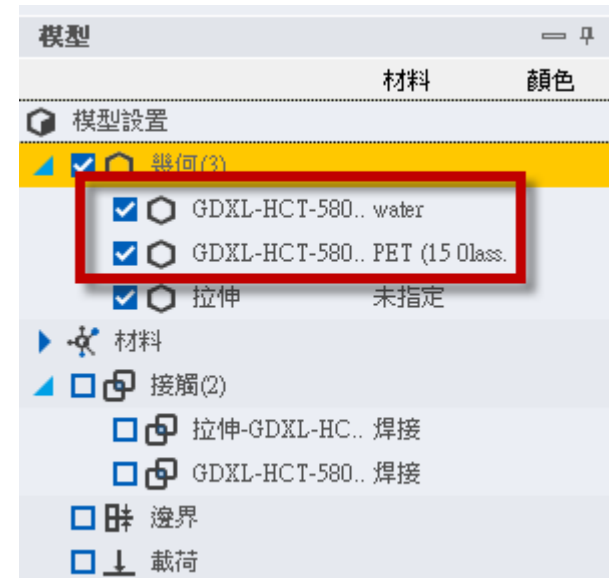 模型
材料 顏色
模型設置
幾何(3)
GDXL-HCT-580.. water
GDXL-HCT-580.. PET (15 0lass.
拉伸 未指定
材料
接觸(2)
拉伸-GDXL-HC.. 焊接
GDXL-HCT-580.. 焊接
邊界
載荷